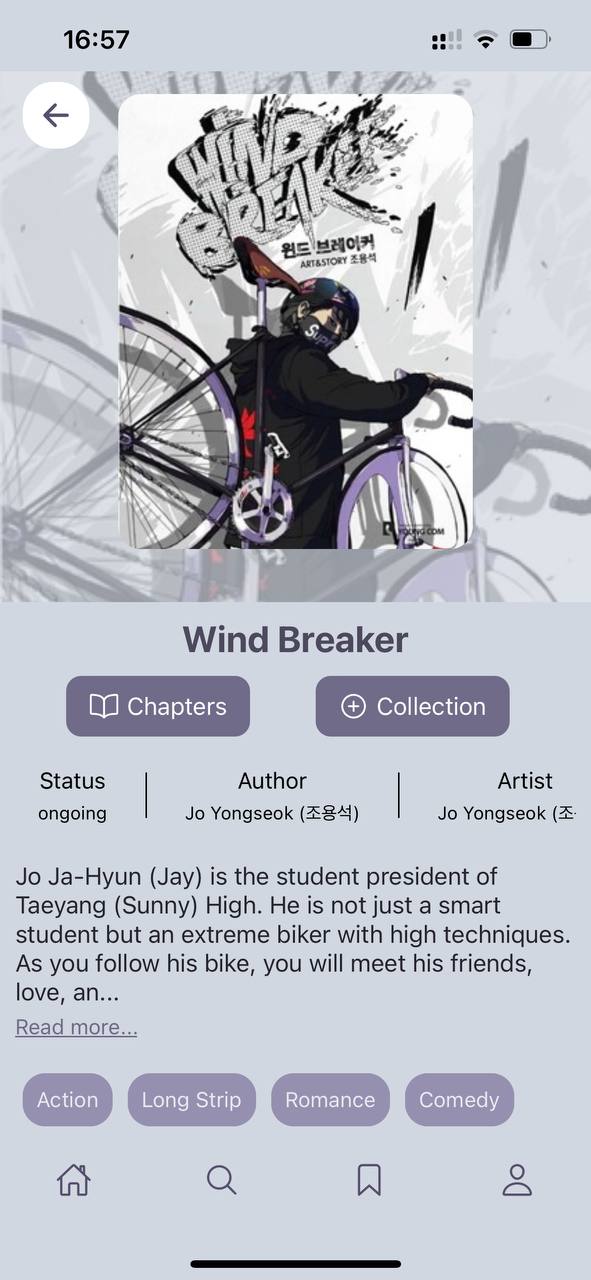 16:57
WIND
BREAKER
윈드 브레이커
ART&STORY 조용석
YOUNG COM
Wind Breaker
Chapters
Collection
Status
Author
Artist
ongoing
Jo Yongseok (조용석)
Jo Yongseok (조
Jo Ja-Hyun (Jay) is the student president of
Taeyang (Sunny) High. He is not just a smart
student but an extreme biker with high techniques.
As you follow his bike, you will meet his friends,
love, an...
Read more...
Action
Long Strip
Romance
Comedy